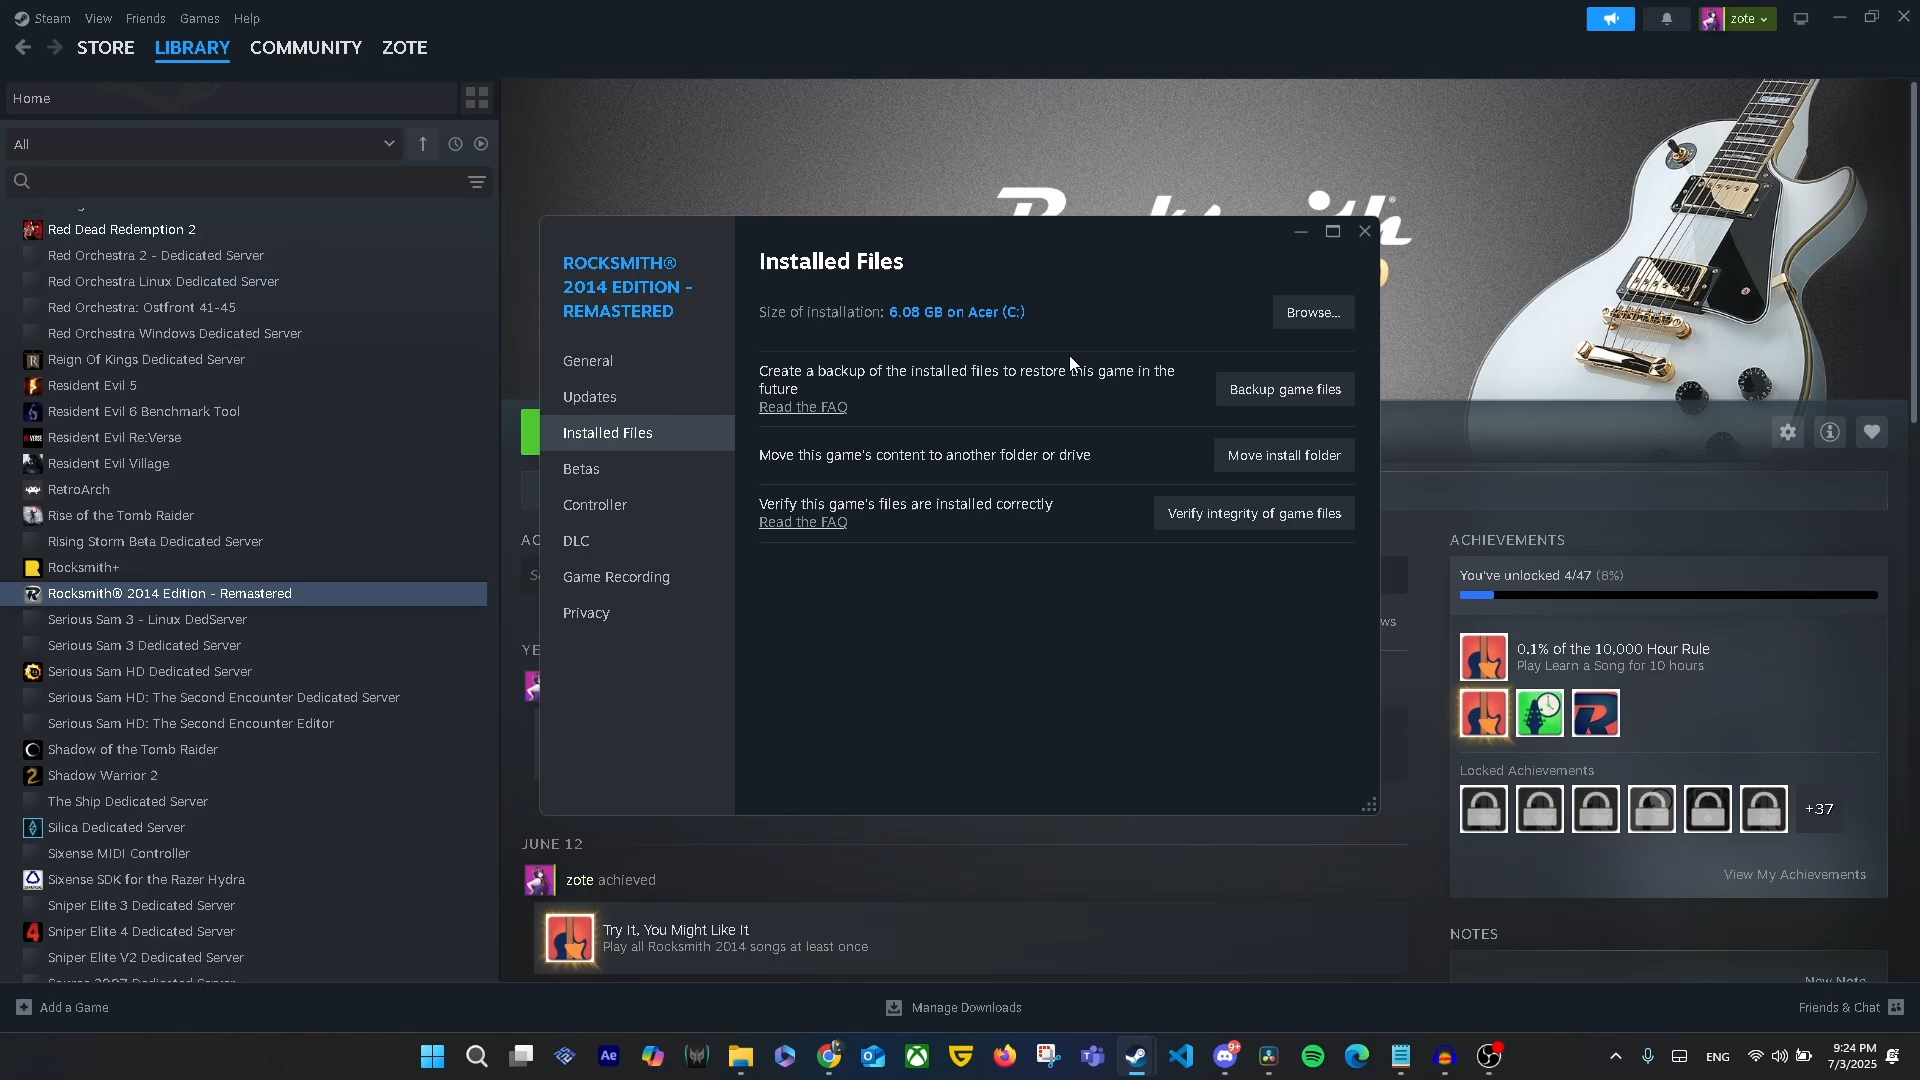 Steam View Friends Games Help
zote
STORE LIBRARY COMMUNITY ZOTE
Home
All
Red Dead Redemption 2
Red Orchestra 2 - Dedicated Server
Red Orchestra Linux Dedicated Server
Red Orchestra: Ostfront 41-45
Red Orchestra Windows Dedicated Server
Reign Of Kings Dedicated Server
Resident Evil 5
Resident Evil 6 Benchmark Tool
Resident Evil Re:Verse
Resident Evil Village
RetroArch
Rise of the Tomb Raider
Rising Storm Beta Dedicated Server
Rocksmith+
Rocksmith® 2014 Edition - Remastered
Serious Sam 3 - Linux DedServer
Serious Sam 3 Dedicated Server
Serious Sam HD Dedicated Server
Serious Sam HD: The Second Encounter Dedicated Server
Serious Sam HD: The Second Encounter Editor
Shadow of the Tomb Raider
Shadow Warrior 2
The Ship Dedicated Server
Silica Dedicated Server
Sixense MIDI Controller
Sixense SDK for the Razer Hydra
Sniper Elite 3 Dedicated Server
Sniper Elite 4 Dedicated Server
Sniper Elite V2 Dedicated Server
ROCKSMITH®
2014 EDITION -
REMASTERED
General
Updates
Installed Files
Betas
Controller
DLC
Game Recording
Privacy
Installed Files
Size of installation: 6.08 GB on Acer (C:)
Browse...
Create a backup of the installed files to restore this game in the
future
Read the FAQ
Backup game files
Move this game's content to another folder or drive
Move install folder
Verify this game's files are installed correctly
Read the FAQ
Verify integrity of game files
JUNE 12
zote achieved
Try It, You Might Like It
Play all Rocksmith 2014 songs at least once
ACHIEVEMENTS
You've unlocked 4/47 (8%)
0.1% of the 10,000 Hour Rule
Play Learn a Song for 10 hours
Locked Achievements
+37
View My Achievements
NOTES
New Note
Add a Game
Manage Downloads
Friends & Chat
Ae
9+
ENG
9:24 PM
7/3/2025